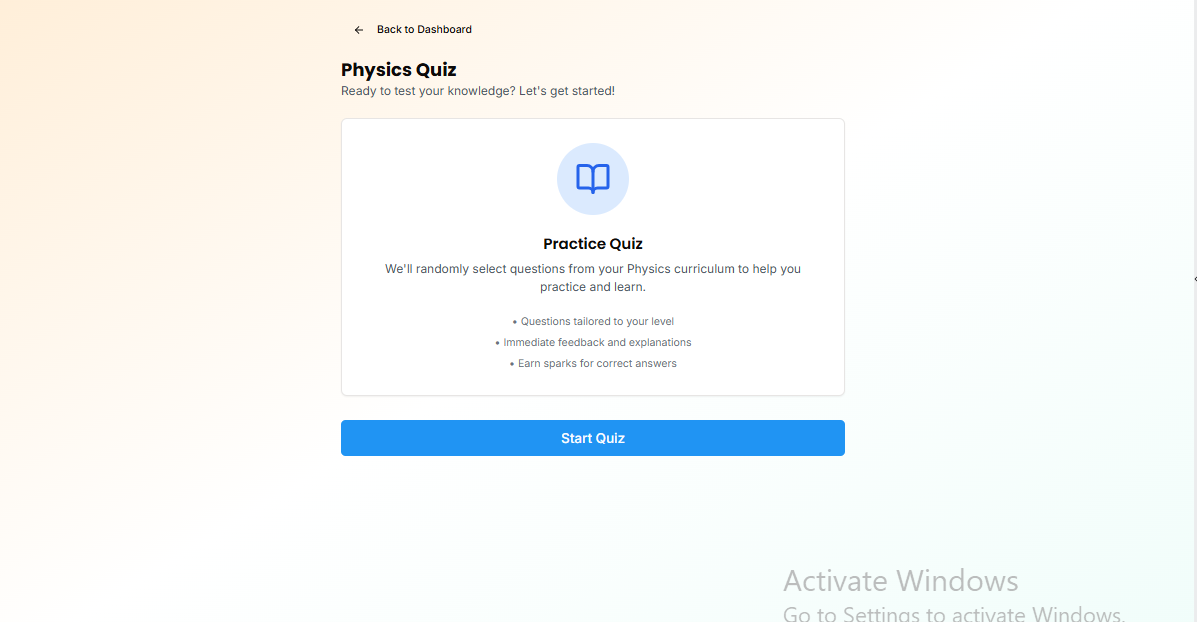 Back to Dashboard
Physics Quiz
Ready to test your knowledge? Let's get started!
Practice Quiz
We'll randomly select questions from your Physics curriculum to help you
practice and learn.
• Questions tailored to your level
• Immediate feedback and explanations
• Earn sparks for correct answers
Start Quiz
Activate Windows
Go to Settings to activate Windows.